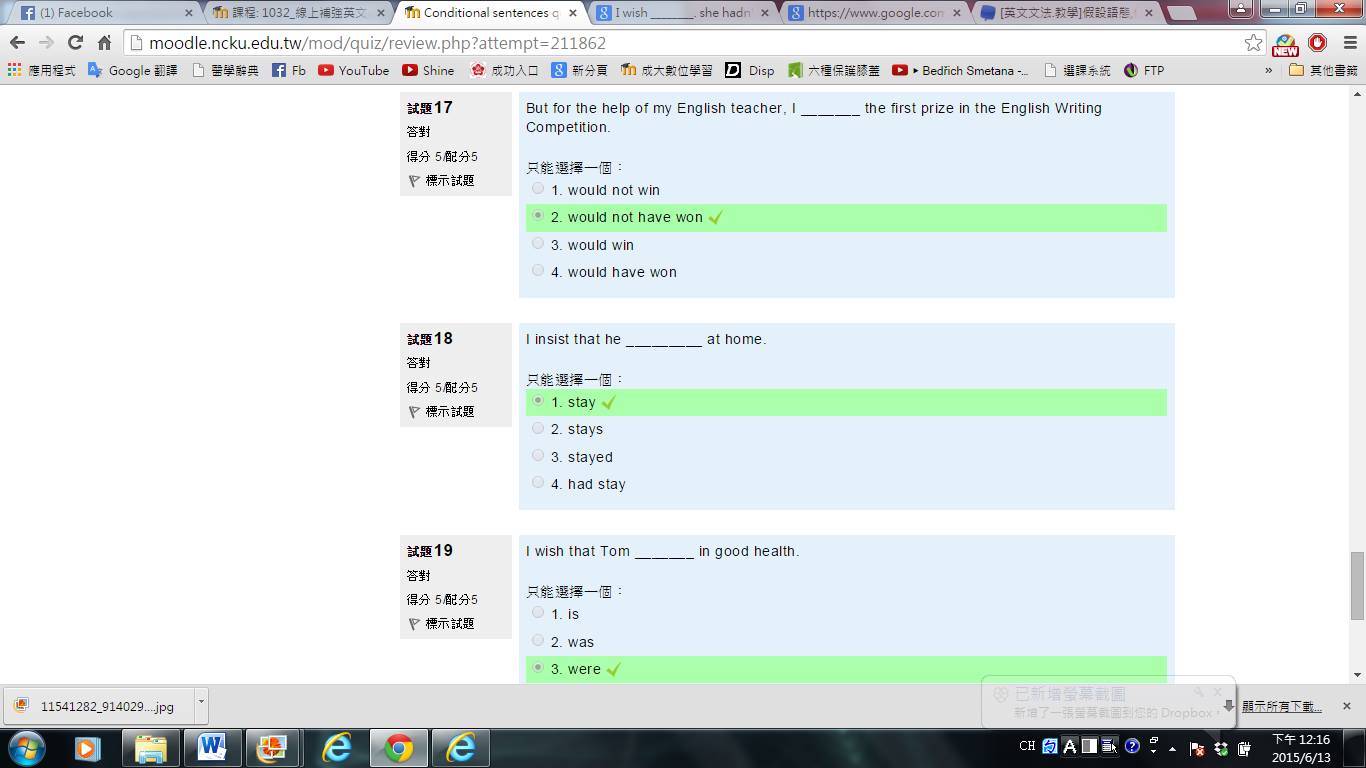 (1) Facebook
課程: 1032_線上補強英文
Conditional sentences q
I wish _______. she hadn
https://www.google.com
[英文文法.教學]假設語態,
moodle.ncku.edu.tw/mod/quiz/review.php?attempt=211862
NEW
應用程式
Google 翻譯
醫學辭典
Fb
YouTube
Shine
成功入口
新分頁
成大數位學習
Disp
六種保護膝蓋
▸ Bedřich Smetana -...
選課系統
FTP
»
其他書籤
試題17
答對
得分 5/配分5
標示試題
But for the help of my English teacher, I _______ the first prize in the English Writing
Competition.
只能選擇一個：
1. would not win
2. would not have won
3. would win
4. would have won
試題18
答對
得分 5/配分5
標示試題
I insist that he _________ at home.
只能選擇一個：
1. stay
2. stays
3. stayed
4. had stay
試題19
答對
得分 5/配分5
標示試題
I wish that Tom _______ in good health.
只能選擇一個：
1. is
2. was
3. were
已新增螢幕截圖
新增了一張螢幕截圖到您的 Dropbox。
11541282_914029....jpg
顯示所有下載...
CH
下午 12:16
2015/6/13